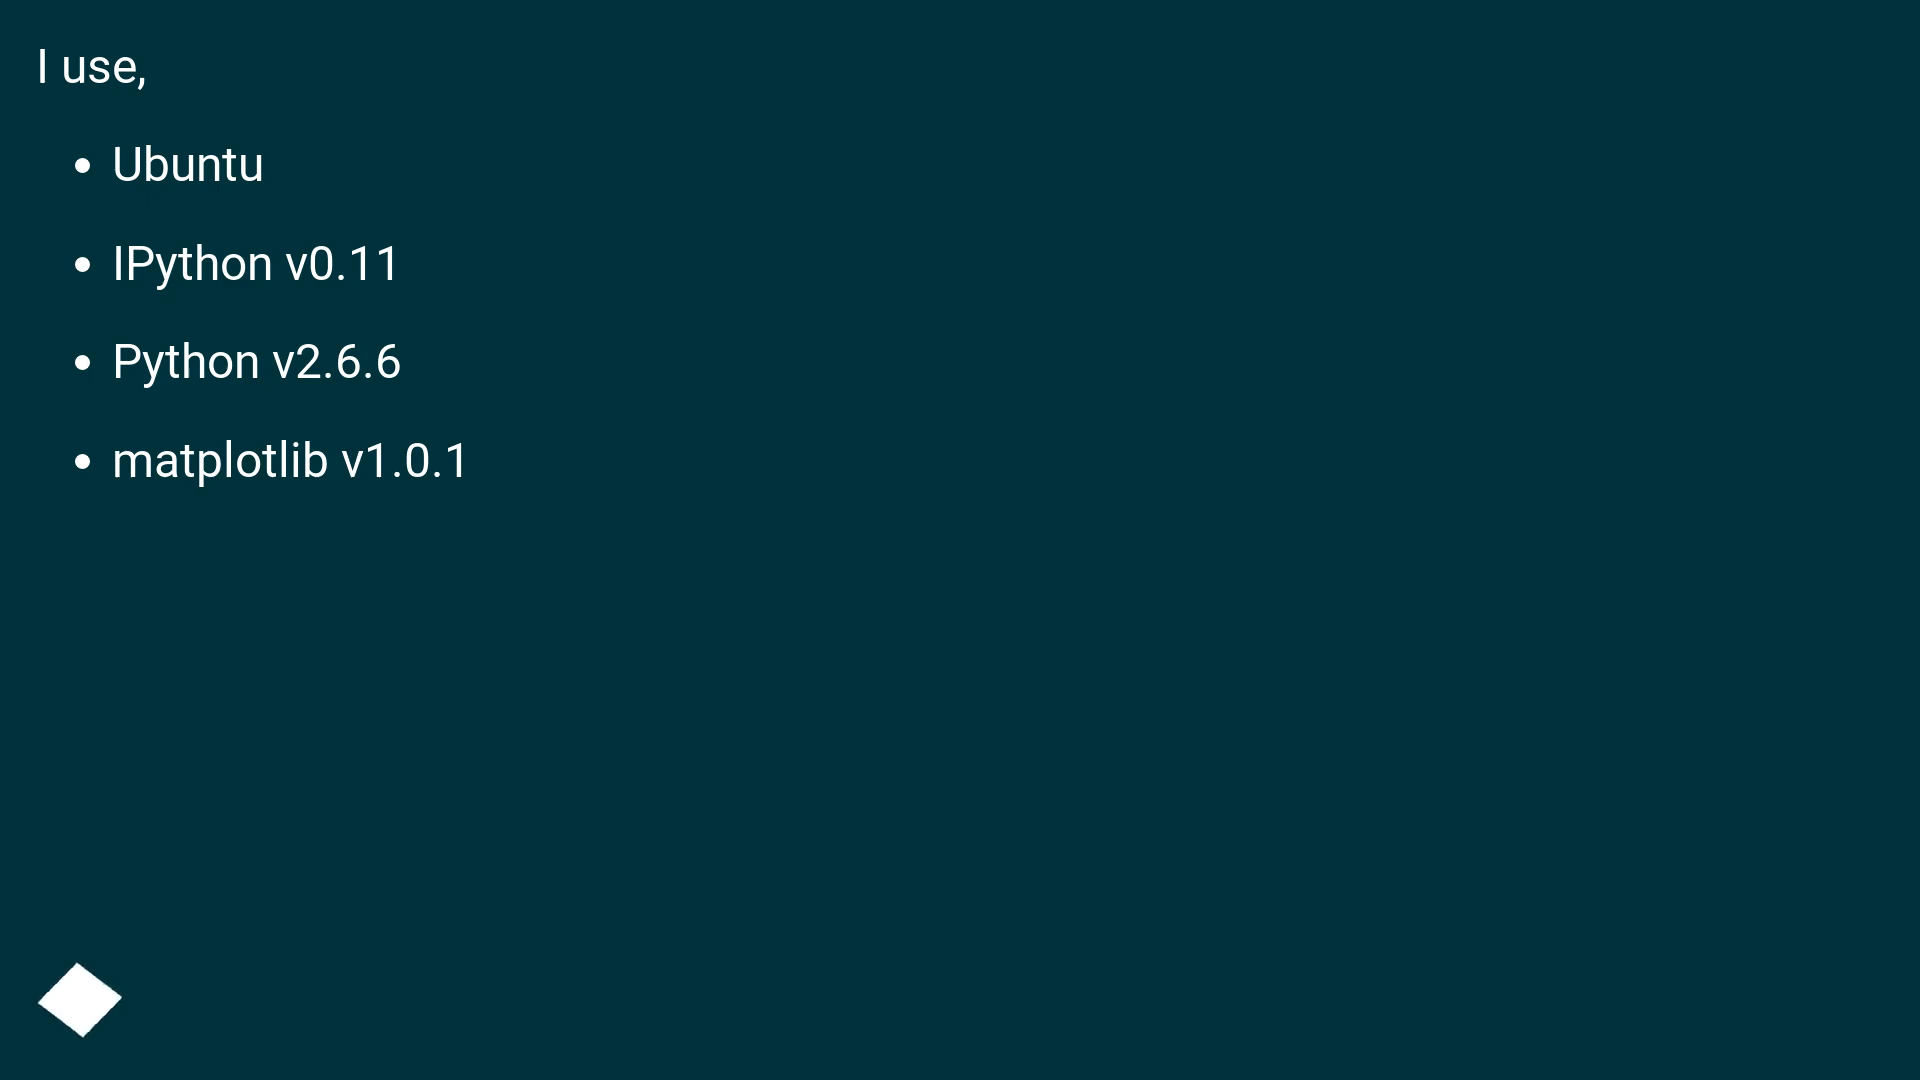 I use,
Ubuntu
IPython v0.11
Python v2.6.6
matplotlib v1.0.1